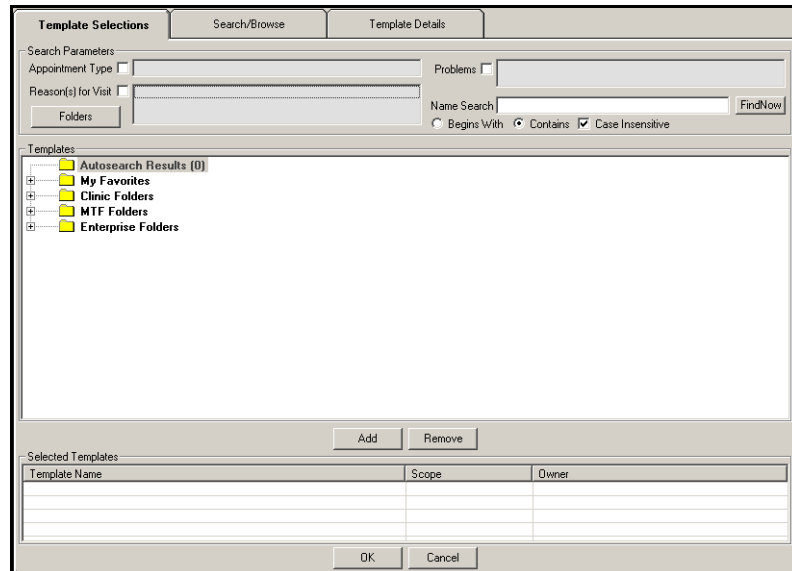 Template Selections Search/Browse Template Details
Search Parameters
Appointment Type Problems
Reason(s) for Visit
Name Search FindNow
Folders
Begins With Contains Case Insensitive
Templates
Autosearch Results (0)
My Favorites
Clinic Folders
MTF Folders
Enterprise Folders
Add Remove
Selected Templates
Template Name Scope Owner
OK Cancel